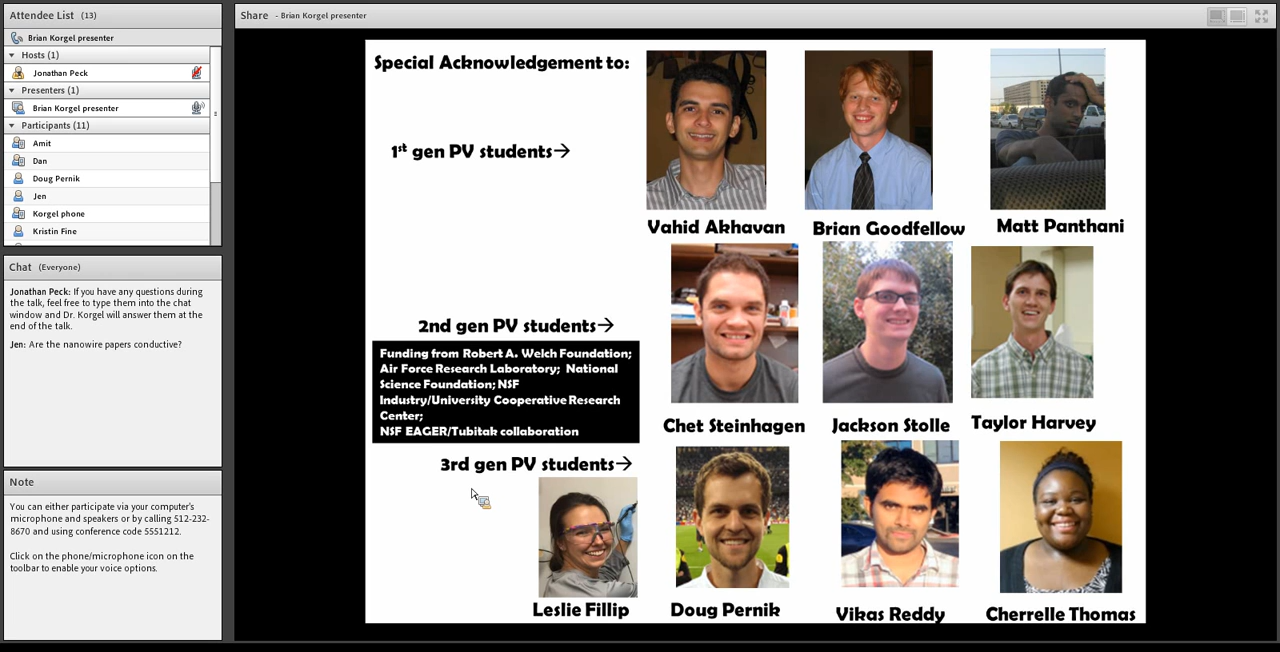 Attendee List (13)
Brian Korgel presenter
Hosts (1)
Jonathan Peck
Presenters (1)
Brian Korgel presenter
Participants (11)
Amit
Dan
Doug Pernik
Jen
Korgel phone
Kristin Fine
Chat (Everyone)
Jonathan Peck: If you have any questions during
the talk, feel free to type them into the chat
window and Dr. Korgel will answer them at the
end of the talk.
Jen: Are the nanowire papers conductive?
Note
You can either participate via your computer's
microphone and speakers or by calling 512-232-
8670 and using conference code 5551212.
Click on the phone/microphone icon on the
toolbar to enable your voice options.
Share - Brian Korgel presenter
Special Acknowledgement to:
1st gen PV students→
Vahid Akhavan
Brian Goodfellow
Matt Panthani
2nd gen PV students→
Funding from Robert A. Welch Foundation;
Air Force Research Laboratory; National
Science Foundation; NSF
Industry/University Cooperative Research
Center;
NSF EAGER/Tubitak collaboration
Chet Steinhagen
Jackson Stolle
Taylor Harvey
3rd gen PV students→
Leslie Fillip
Doug Pernik
Vikas Reddy
Cherrelle Thomas